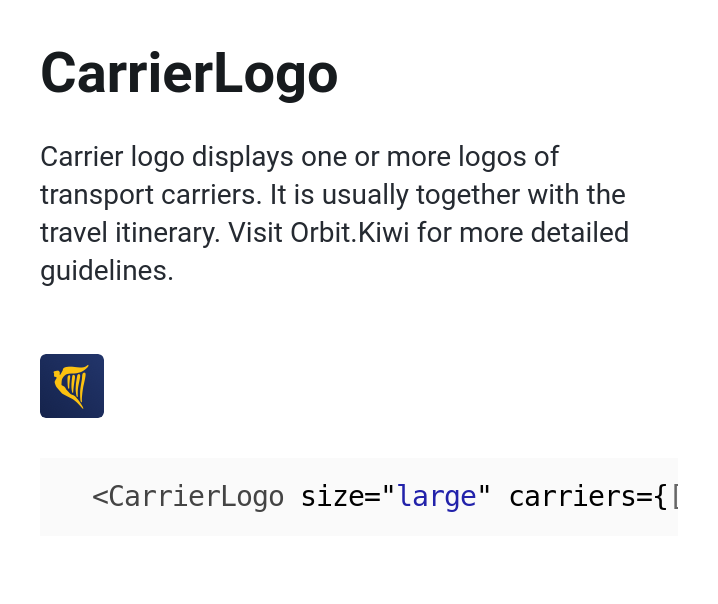 CarrierLogo
Carrier logo displays one or more logos of
transport carriers. It is usually together with the
travel itinerary. Visit Orbit.Kiwi for more detailed
guidelines.
<CarrierLogo size="large" carriers={[